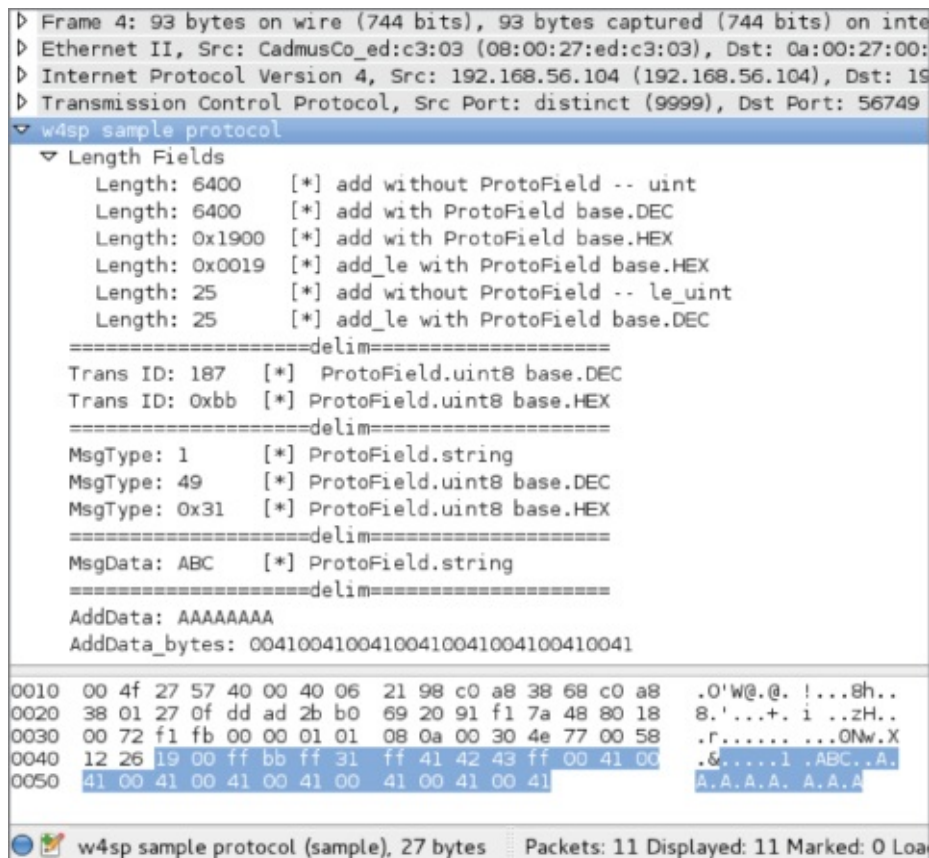 Frame 4: 93 bytes on wire (744 bits), 93 bytes captured (744 bits) on inte
Ethernet II, Src: CadmusCo_ed:c3:03 (08:00:27:ed:c3:03), Dst: 0a:00:27:00:
Internet Protocol Version 4, Src: 192.168.56.104 (192.168.56.104), Dst: 19
Transmission Control Protocol, Src Port: distinct (9999), Dst Port: 56749
w4sp sample protocol
Length Fields
Length: 6400 [*] add without ProtoField -- uint
Length: 6400 [*] add with ProtoField base.DEC
Length: 0x1900 [*] add with ProtoField base.HEX
Length: 0x0019 [*] add_le with ProtoField base.HEX
Length: 25 [*] add without ProtoField -- le_uint
Length: 25 [*] add_le with ProtoField base.DEC
====================delim====================
Trans ID: 187 [*] ProtoField.uint8 base.DEC
Trans ID: 0xbb [*] ProtoField.uint8 base.HEX
====================delim====================
MsgType: 1 [*] ProtoField.string
MsgType: 49 [*] ProtoField.uint8 base.DEC
MsgType: 0x31 [*] ProtoField.uint8 base.HEX
====================delim====================
MsgData: ABC [*] ProtoField.string
====================delim====================
AddData: AAAAAAAA
AddData_bytes: 00410041004100410041004100410041
0010 00 4f 27 57 40 00 40 06 21 98 c0 a8 38 68 c0 a8 .O'W@.@. !...8h..
0020 38 01 27 0f dd ad 2b b0 69 20 91 f1 7a 48 80 18 8.'...+. i ..zH..
0030 00 72 f1 fb 00 00 01 01 08 0a 00 30 4e 77 00 58 .r...... ...0Nw.X
0040 12 26 19 00 ff bb ff 31 ff 41 42 43 ff 00 41 00 .&.....1 .ABC..A.
0050 41 00 41 00 41 00 41 00 41 00 41 00 41 A.A.A.A. A.A.A
w4sp sample protocol (sample), 27 bytes Packets: 11 Displayed: 11 Marked: 0 Loa